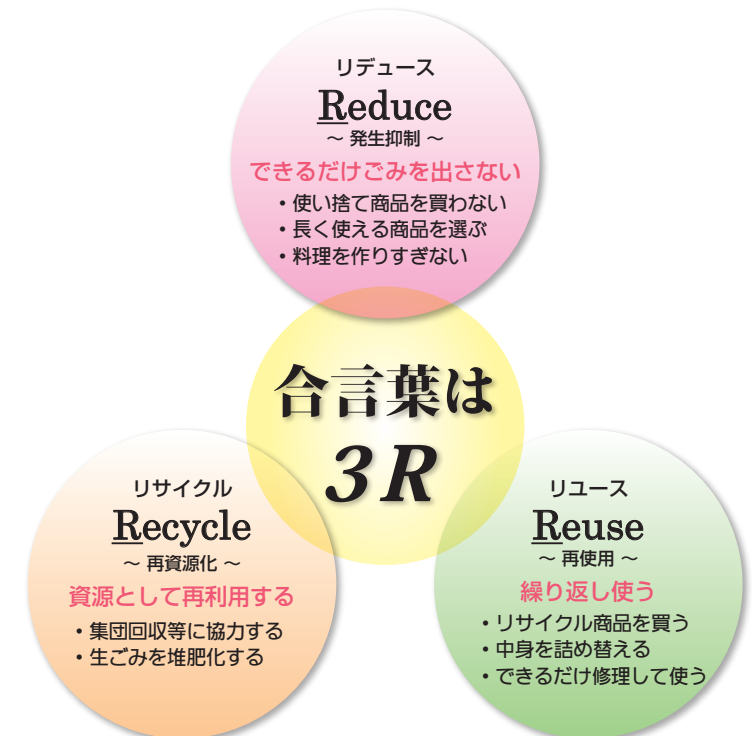 リデュース
Reduce
～ 発生抑制 ～
できるだけごみを出さない
・使い捨て商品を買わない
・長く使える商品を選ぶ
・料理を作りすぎない
合言葉は
3R
リサイクル
Recycle
～ 再資源化 ～
資源として再利用する
・集団回収等に協力する
・生ごみを堆肥化する
リユース
Reuse
～ 再使用 ～
繰り返し使う
・リサイクル商品を買う
・中身を詰め替える
・できるだけ修理して使う